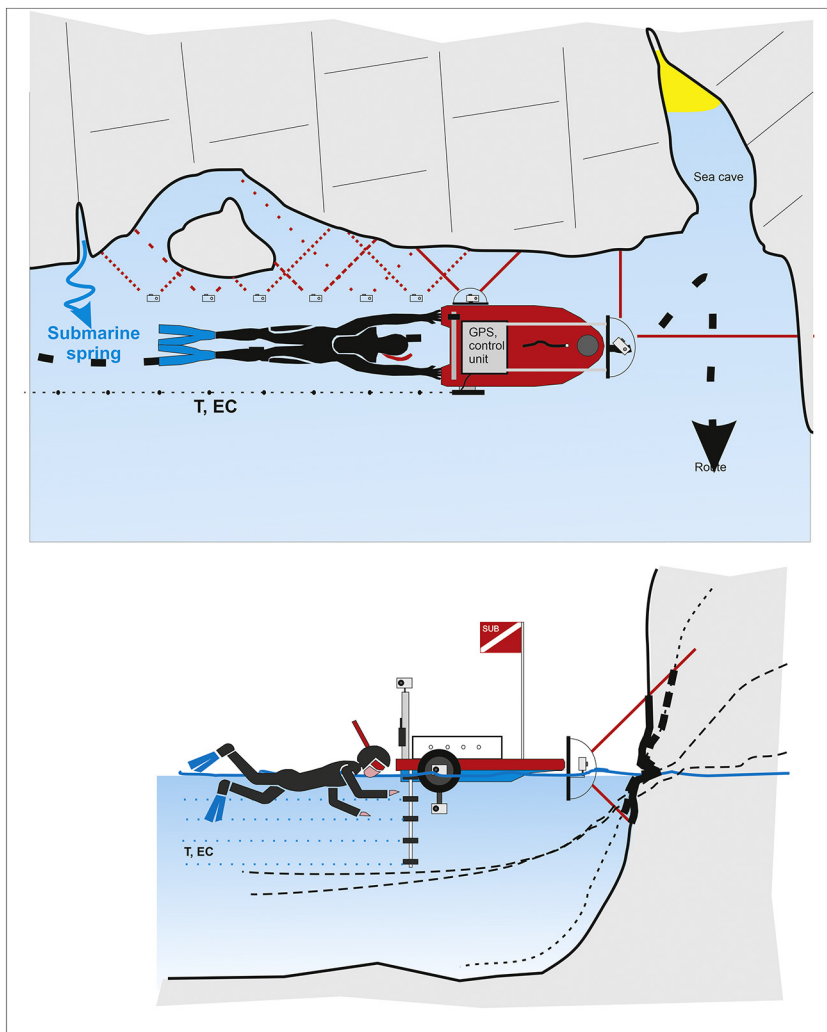 Sea cave
Submarine
spring
GPS,
control
unit
T, EC
Route
SUB
T, EC